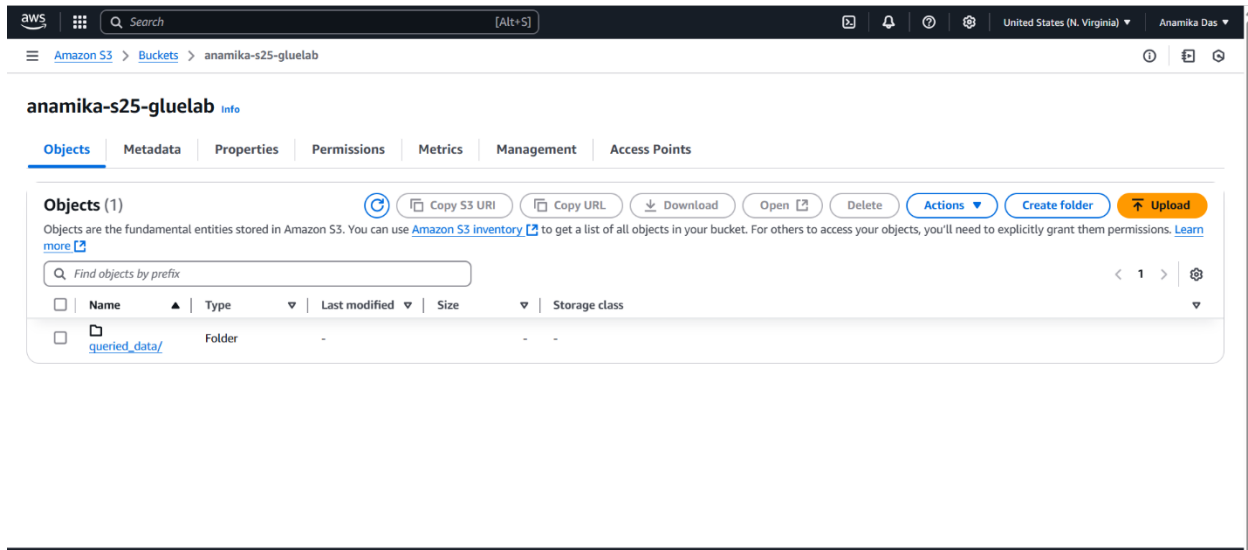 aws Search [Alt+S] United States (N. Virginia) ▼ Anamika Das ▼
Amazon S3 > Buckets > anamika-s25-gluelab
anamika-s25-gluelab Info
Objects Metadata Properties Permissions Metrics Management Access Points
Objects (1) Copy S3 URI Copy URL Download Open Delete Actions ▼ Create folder Upload
Objects are the fundamental entities stored in Amazon S3. You can use Amazon S3 inventory to get a list of all objects in your bucket. For others to access your objects, you'll need to explicitly grant them permissions. Learn
more
Find objects by prefix < 1 >
Name ▲ Type Last modified Size Storage class
queried_data/ Folder - - -